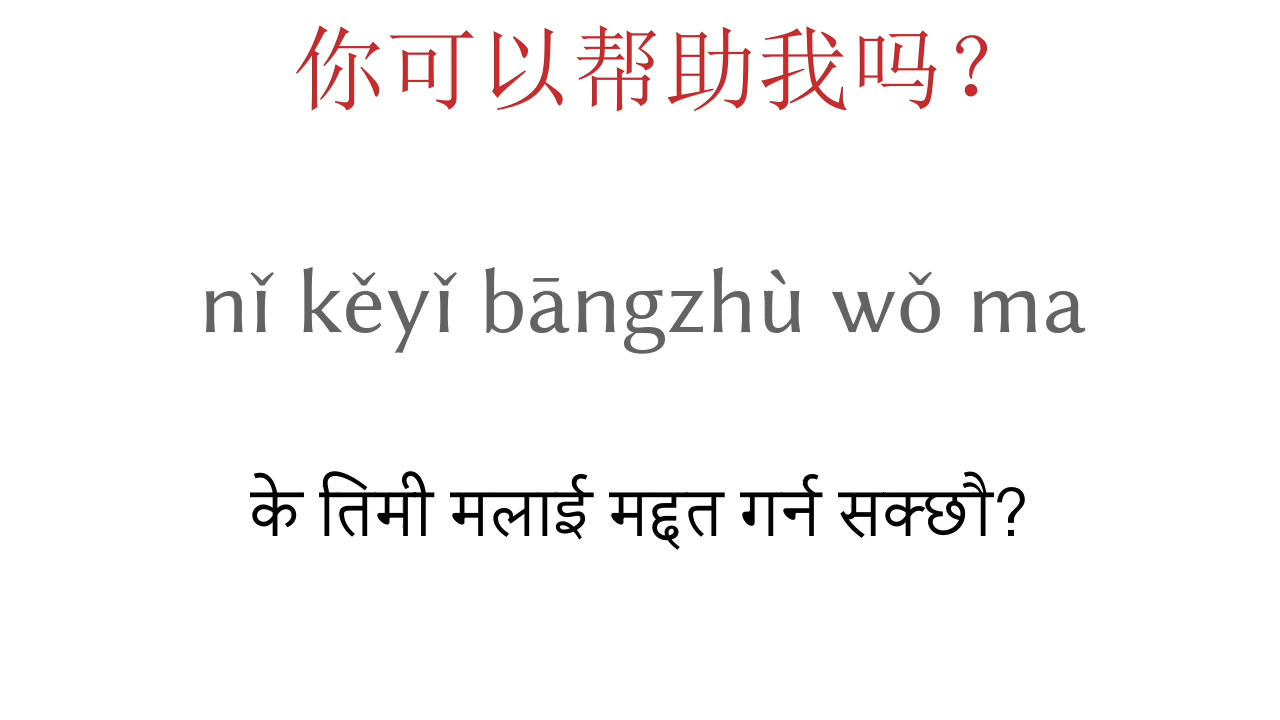 你可以帮助我吗？
nǐ kěyǐ bāngzhù wǒ ma
के तिमी मलाई मद्दत गर्न सक्छौ?